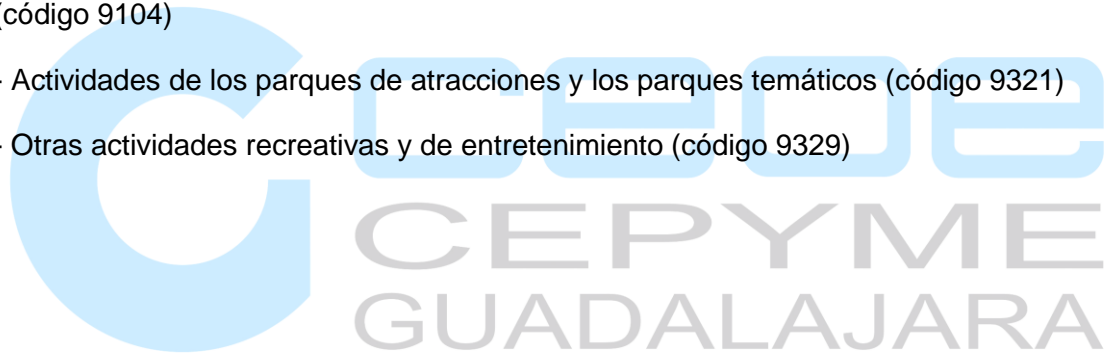 (código 9104)
- Actividades de los parques de atracciones y los parques temáticos (código 9321)
- Otras actividades recreativas y de entretenimiento (código 9329)
ceoe
CEPYME
GUADALAJARA